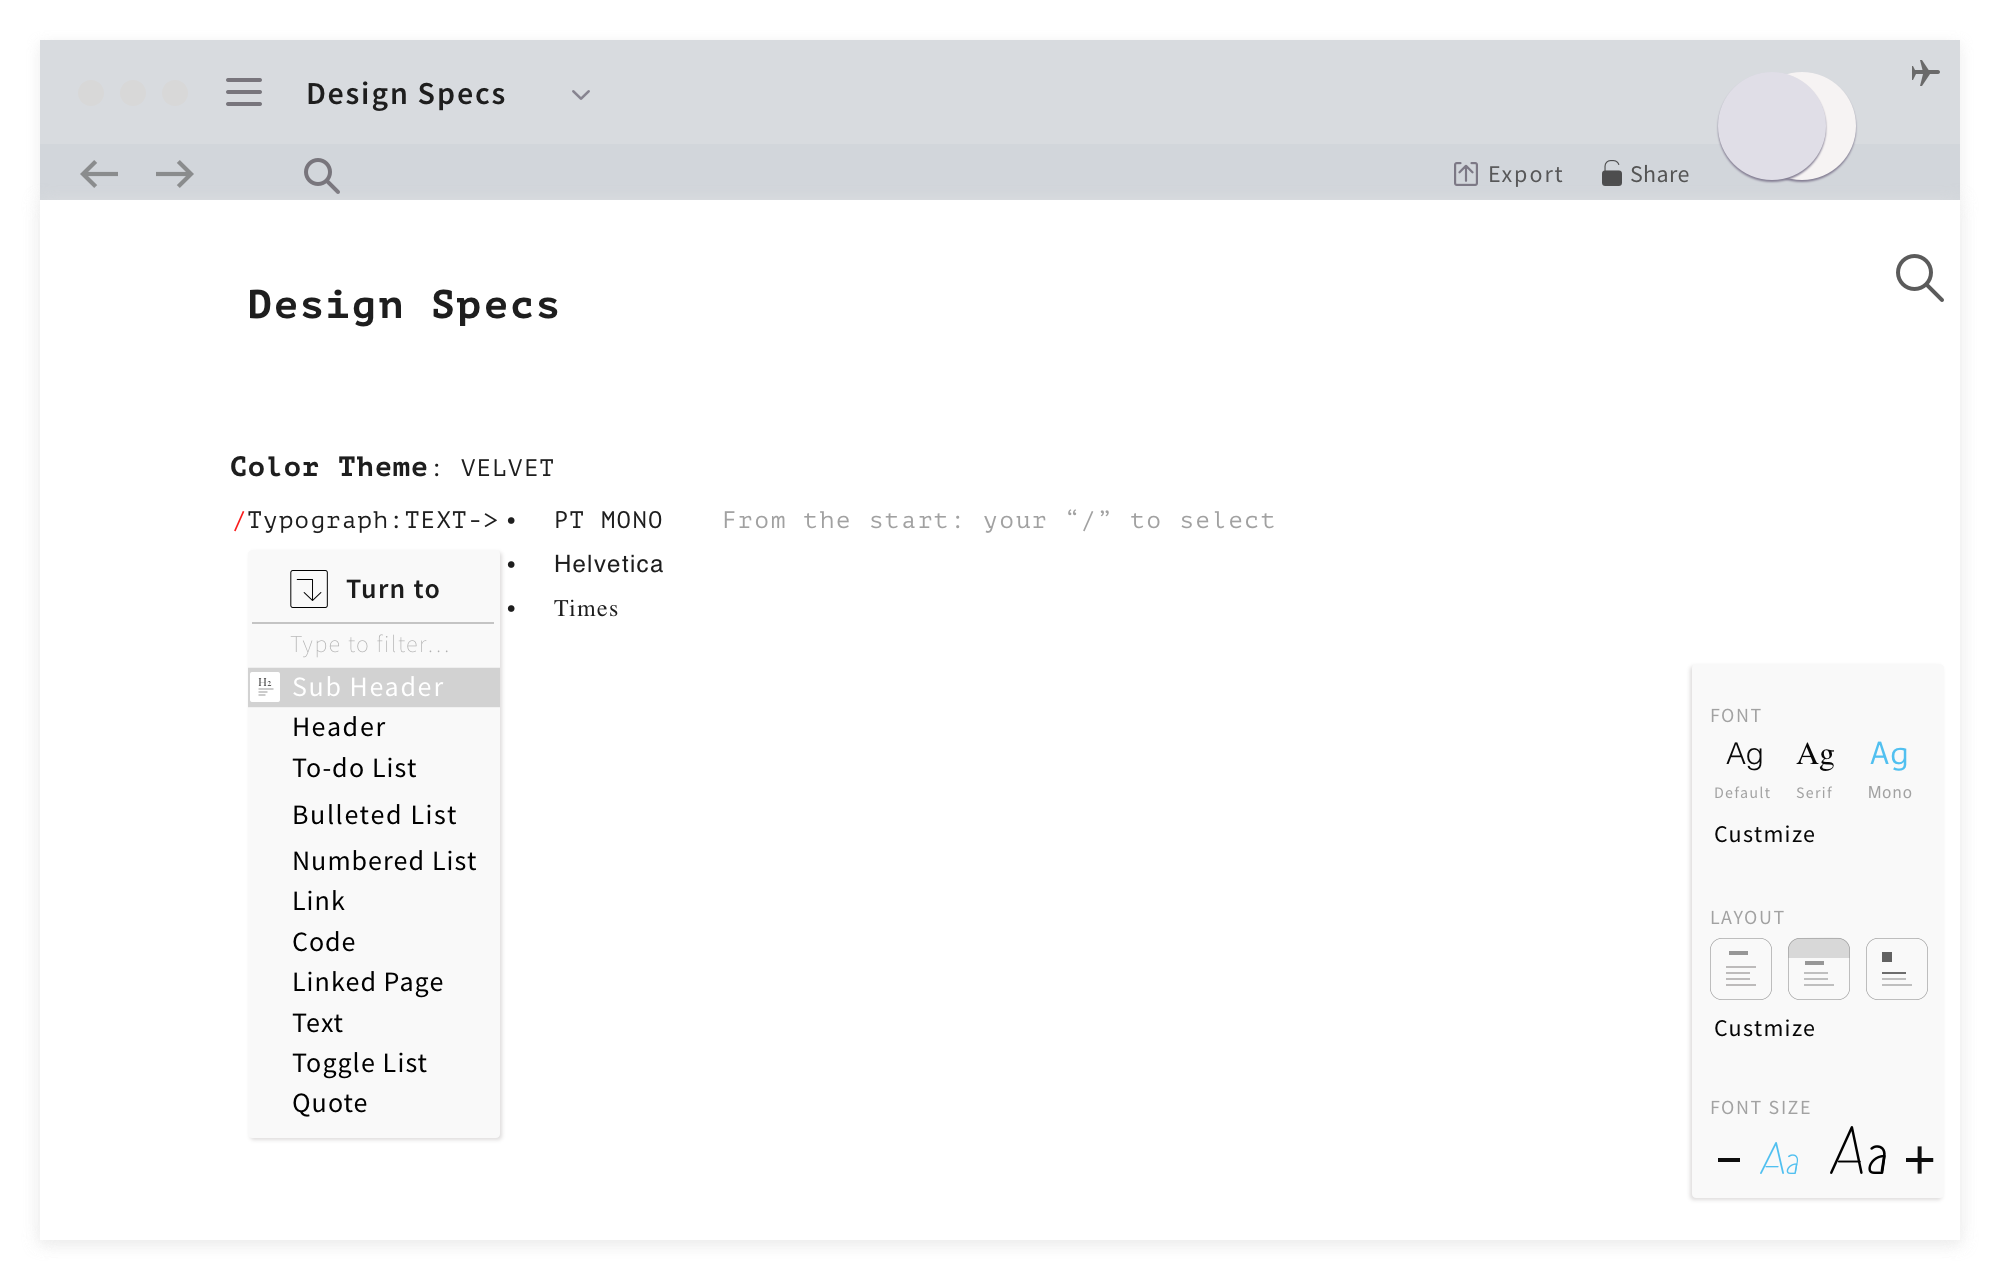 Design Specs
Export
Share
Design Specs
Color Theme: VELVET
/Typograph:TEXT-> • PT MONO From the start: your “/” to select
• Helvetica
• Times
Turn to
Type to filter...
H2 Sub Header
Header
To-do List
Bulleted List
Numbered List
Link
Code
Linked Page
Text
Toggle List
Quote
FONT
Ag Ag Ag
Default Serif Mono
Custmize
LAYOUT
Custmize
FONT SIZE
– Aa Aa +